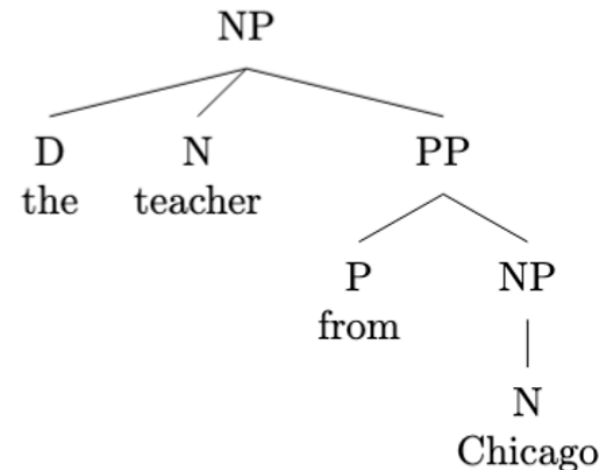 NP
D N PP
the teacher
P NP
from
N
Chicago